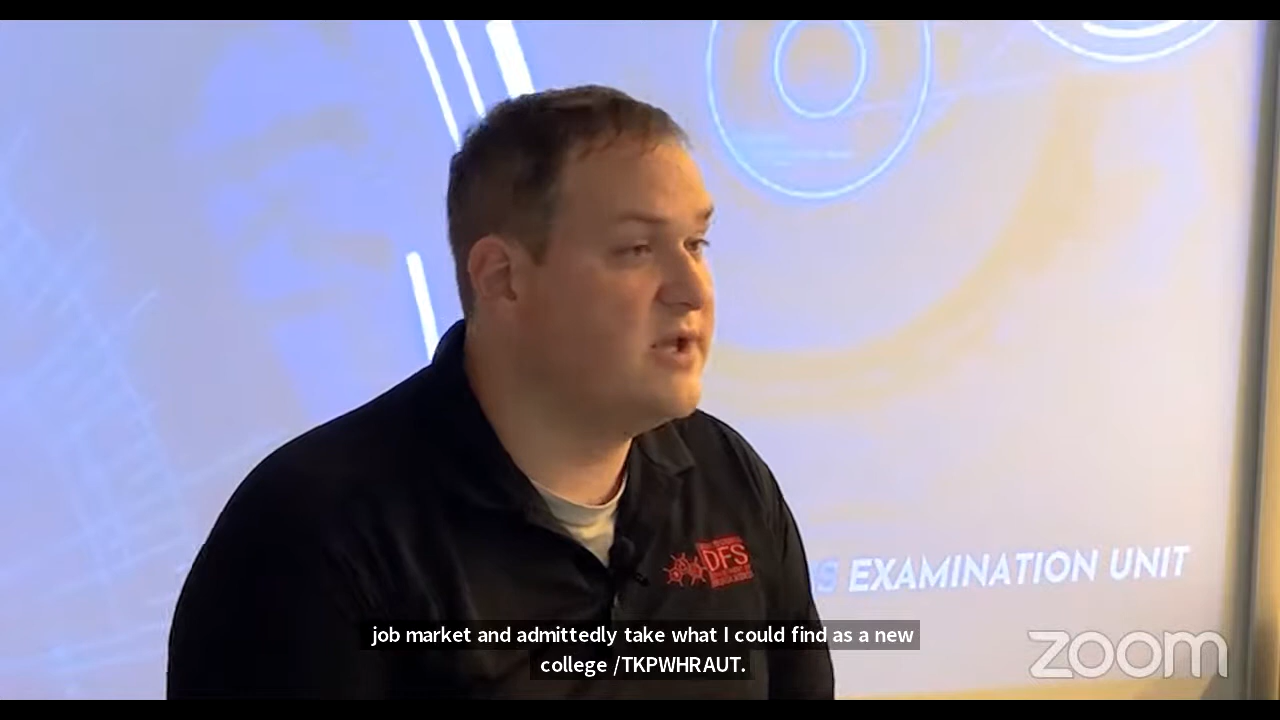 DFS
EXAMINATION UNIT
job market and admittedly take what I could find as a new
college /TKPWHRAUT.
zoom